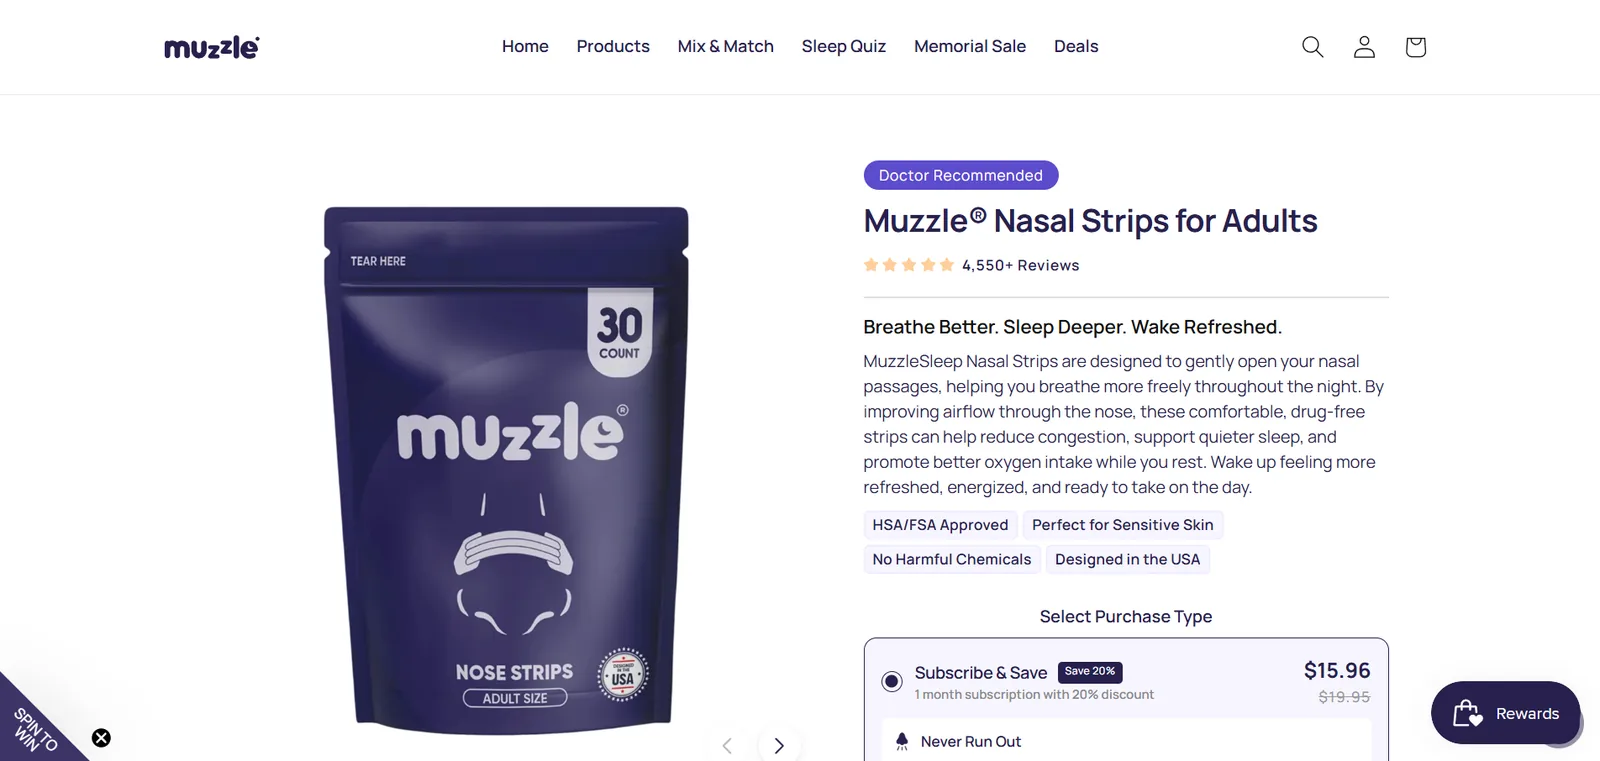 muzzle
Home Products Mix & Match Sleep Quiz Memorial Sale Deals
TEAR HERE
30
COUNT
muzzle®
NOSE STRIPS
ADULT SIZE
DESIGNED
IN THE
USA
Doctor Recommended
Muzzle® Nasal Strips for Adults
4,550+ Reviews
Breathe Better. Sleep Deeper. Wake Refreshed.
MuzzleSleep Nasal Strips are designed to gently open your nasal
passages, helping you breathe more freely throughout the night. By
improving airflow through the nose, these comfortable, drug-free
strips can help reduce congestion, support quieter sleep, and
promote better oxygen intake while you rest. Wake up feeling more
refreshed, energized, and ready to take on the day.
HSA/FSA Approved Perfect for Sensitive Skin
No Harmful Chemicals Designed in the USA
Select Purchase Type
Subscribe & Save Save 20% $15.96
1 month subscription with 20% discount $19.95
Never Run Out
SPIN TO
WIN
Rewards